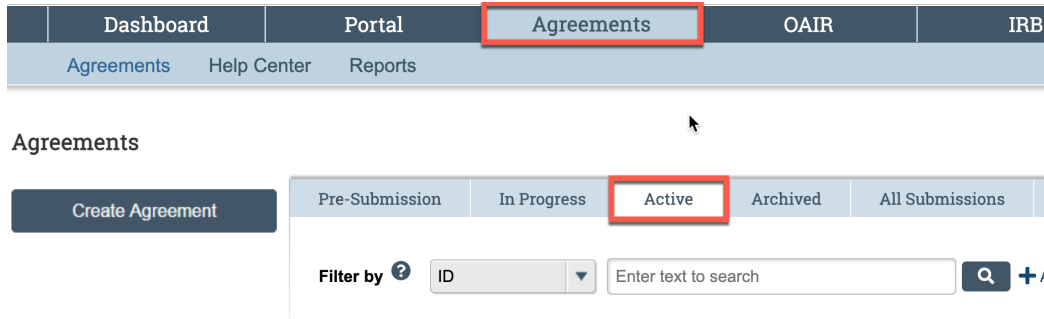 Dashboard Portal Agreements OAIR IRB
Agreements Help Center Reports
Agreements
Create Agreement
Pre-Submission In Progress Active Archived All Submissions
Filter by ? ID Enter text to search